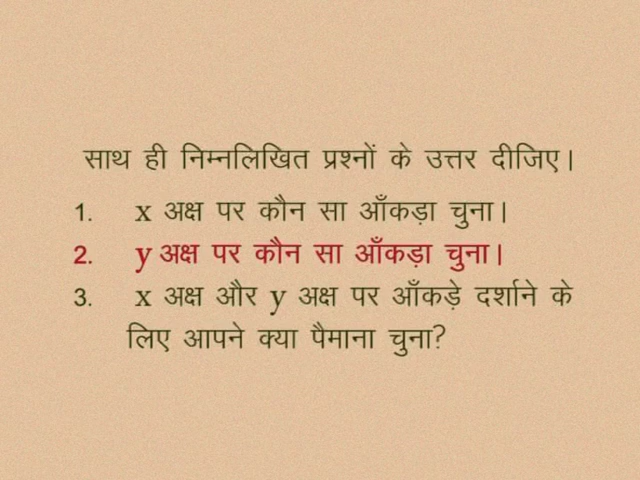 साथ ही निम्नलिखित प्रश्नों के उत्तर दीजिए।
1. x अक्ष पर कौन सा आँकड़ा चुना।
2. y अक्ष पर कौन सा आँकड़ा चुना।
3. x अक्ष और y अक्ष पर आँकड़े दर्शाने के
लिए आपने क्या पैमाना चुना?